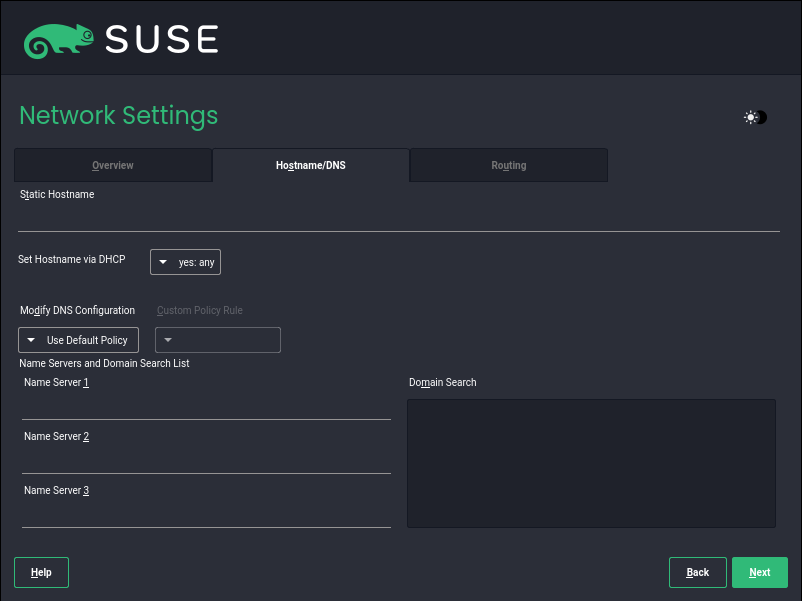 SUSE
Network Settings
Overview Hostname/DNS Routing
Static Hostname
Set Hostname via DHCP yes: any
Modify DNS Configuration Custom Policy Rule
Use Default Policy
Name Servers and Domain Search List
Name Server 1 Domain Search
Name Server 2
Name Server 3
Help Back Next